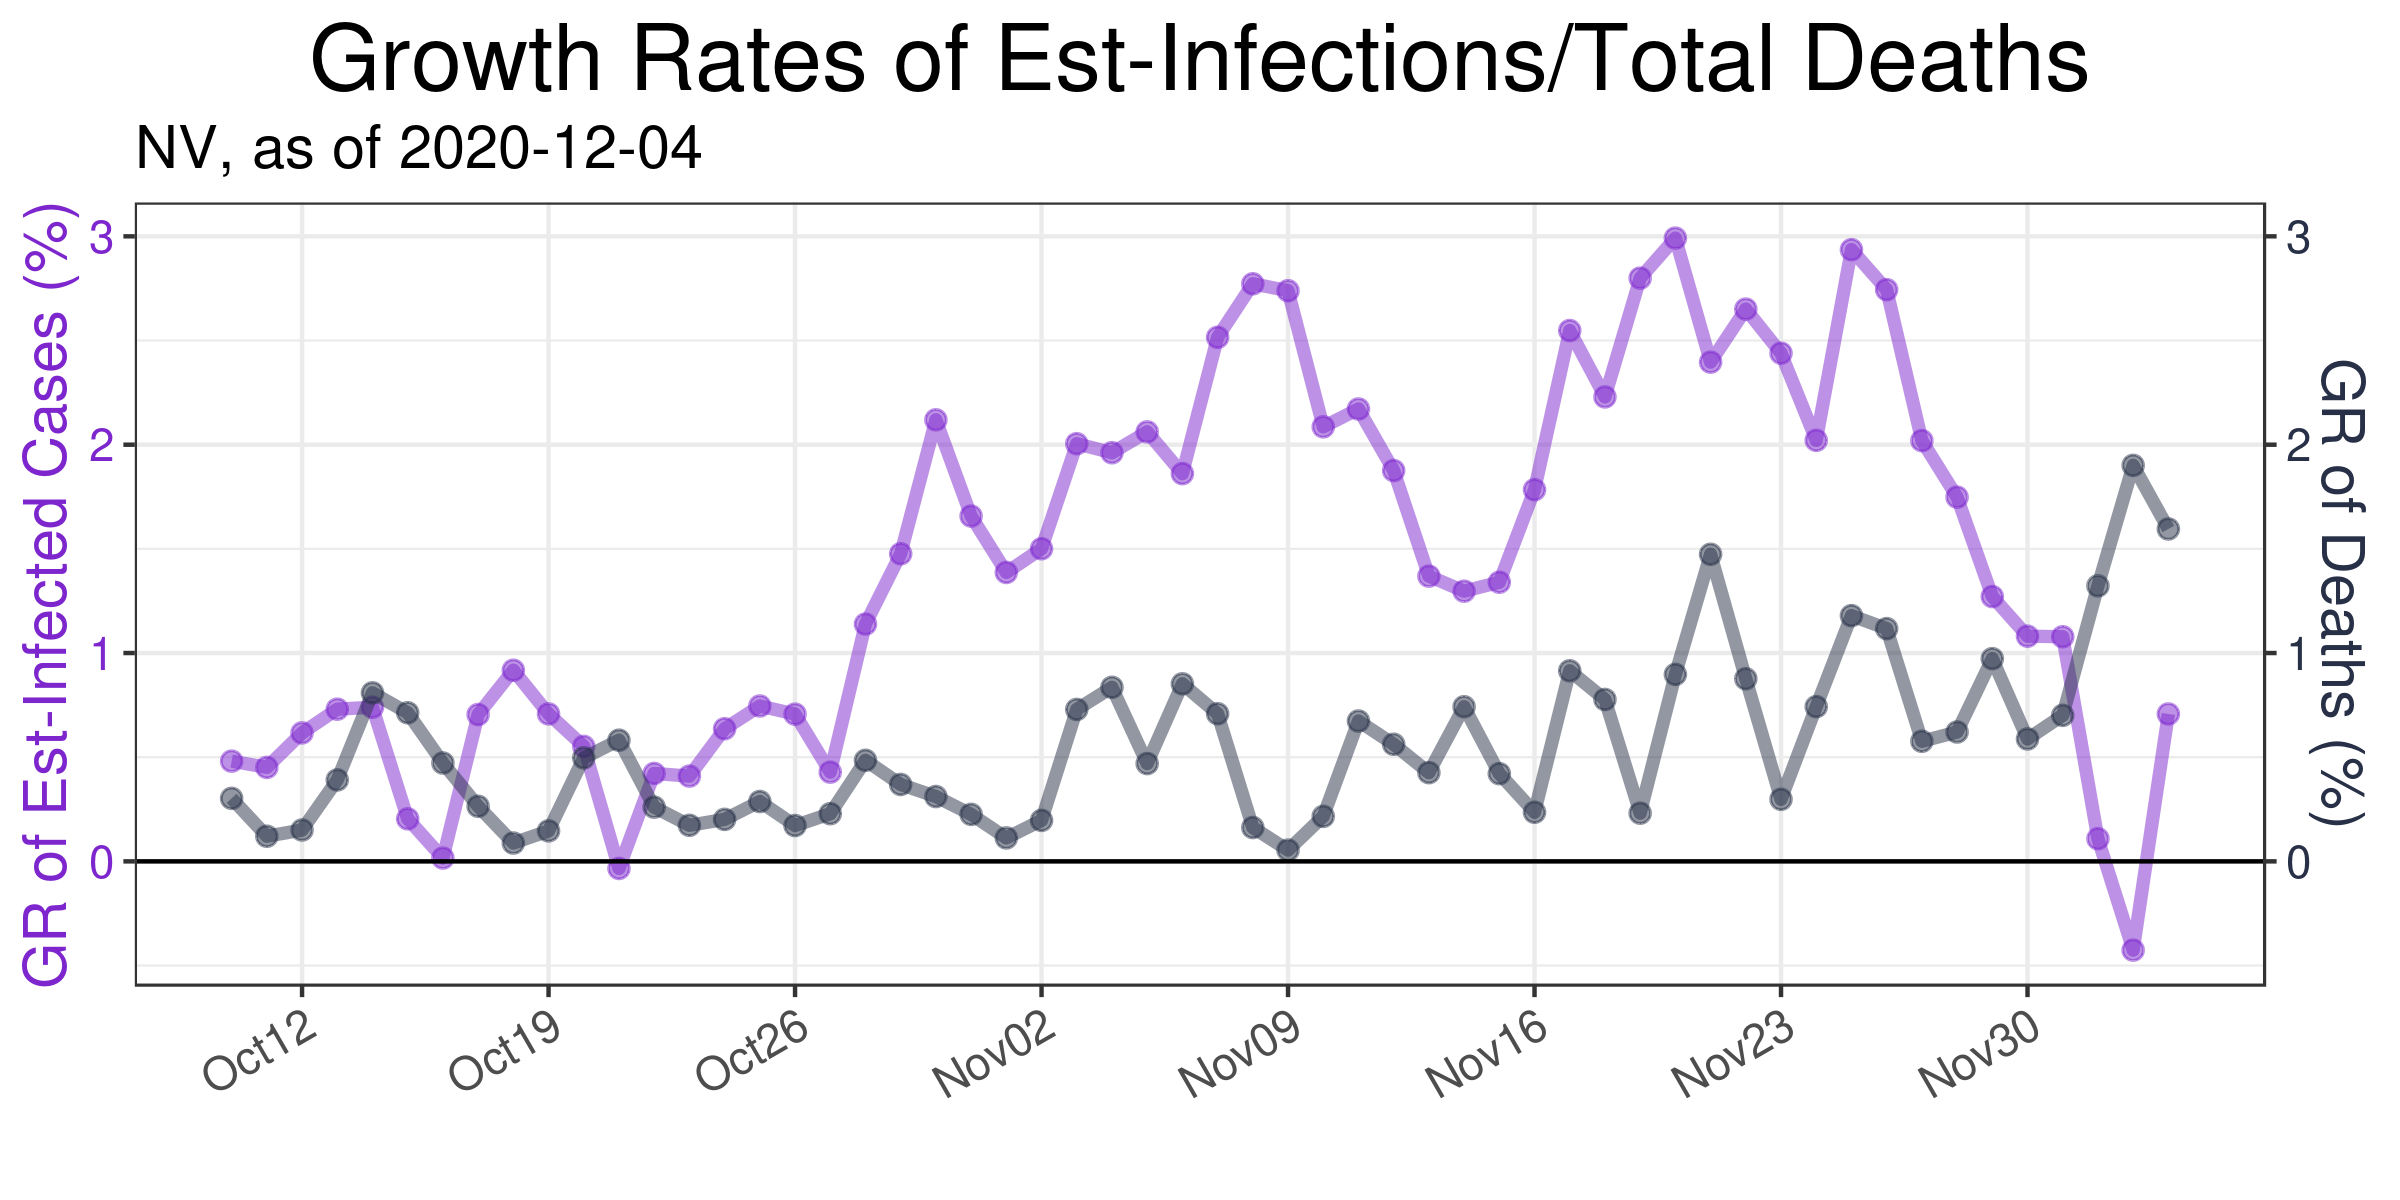 Growth Rates of Est-Infections/Total Deaths
NV, as of 2020-12-04
GR of Est-Infected Cases (%)
3
2
1
0
3
2
1
0
GR of Deaths (%)
Oct12 Oct19 Oct26 Nov02 Nov09 Nov16 Nov23 Nov30